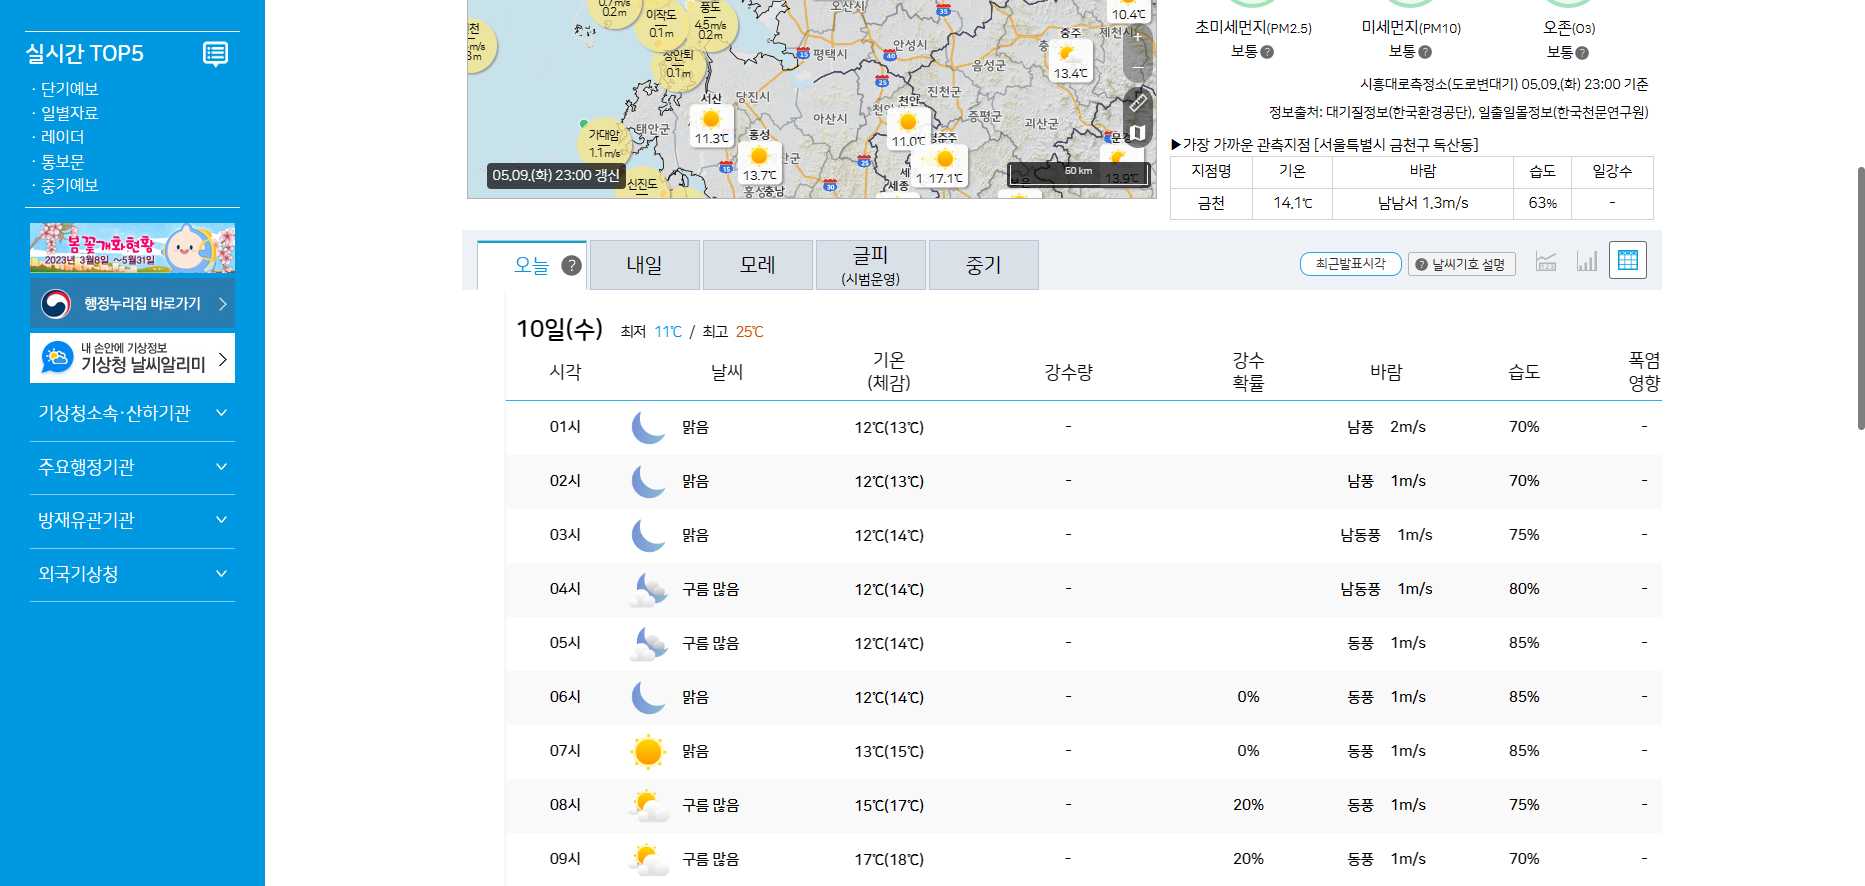 실시간 TOP5
· 단기예보
· 일별자료
· 레이더
· 통보문
· 중기예보
봄꽃개화현황
2023년 3월8일 ~5월31일
행정누리집 바로가기
내 손안에 기상정보
기상청 날씨알리미
기상청소속·산하기관
주요행정기관
방재유관기관
외국기상청
0.7m/s
0.2m
이작도
0.1m
풍도
4.5m/s
0.2m
장안퇴
0.1m
가대암
1.1m/s
신진도
오산시
평택시
안성시
음성군
진천군
증평군
괴산군
당진시
아산시
태안군
서산
11.3℃
홍성
13.7℃
천안
11.0℃
17.1℃
세종
충주
13.4℃
제천시
10.4℃
13.9℃
홍성충남
35
15
40
25
35
15
30
50 km
05.09.(화) 23:00 갱신
초미세먼지(PM2.5)
보통 ?
미세먼지(PM10)
보통 ?
오존(O3)
보통 ?
시흥대로측정소(도로변대기) 05.09.(화) 23:00 기준
정보출처: 대기질정보(한국환경공단), 일출일몰정보(한국천문연구원)
▶가장 가까운 관측지점 [서울특별시 금천구 독산동]
지점명 기온 바람 습도 일강수
금천 14.1℃ 남남서 1.3m/s 63% -
오늘 ? 내일 모레 글피 중기
(시범운영)
최근발표시각 ? 날씨기호 설명
10일(수) 최저 11℃ / 최고 25℃
시각 날씨 기온 강수량 강수 바람 습도 폭염
(체감) 확률 영향
01시 맑음 12℃(13℃) - 남풍 2m/s 70% -
02시 맑음 12℃(13℃) - 남풍 1m/s 70% -
03시 맑음 12℃(14℃) - 남동풍 1m/s 75% -
04시 구름 많음 12℃(14℃) - 남동풍 1m/s 80% -
05시 구름 많음 12℃(14℃) - 동풍 1m/s 85% -
06시 맑음 12℃(14℃) - 0% 동풍 1m/s 85% -
07시 맑음 13℃(15℃) - 0% 동풍 1m/s 85% -
08시 구름 많음 15℃(17℃) - 20% 동풍 1m/s 75% -
09시 구름 많음 17℃(18℃) - 20% 동풍 1m/s 70% -